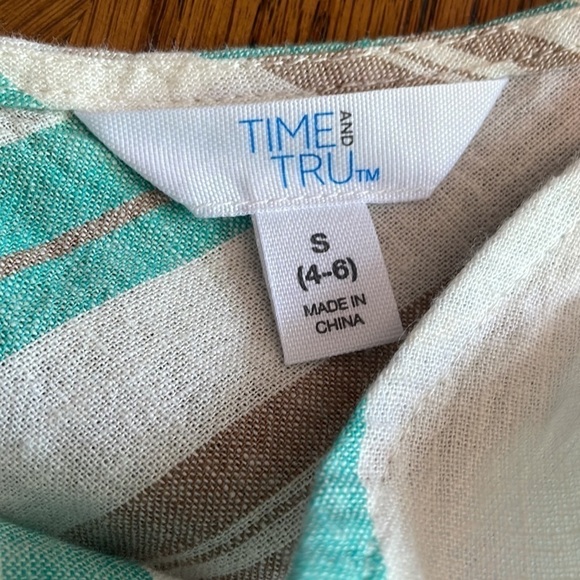 TIME AND
TRU™
S
(4-6)
MADE IN
CHINA